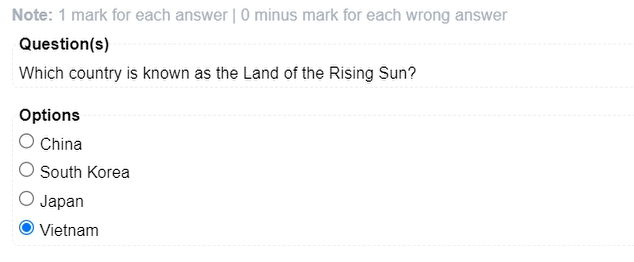 Note: 1 mark for each answer | 0 minus mark for each wrong answer
Question(s)
Which country is known as the Land of the Rising Sun?
Options
China
South Korea
Japan
Vietnam